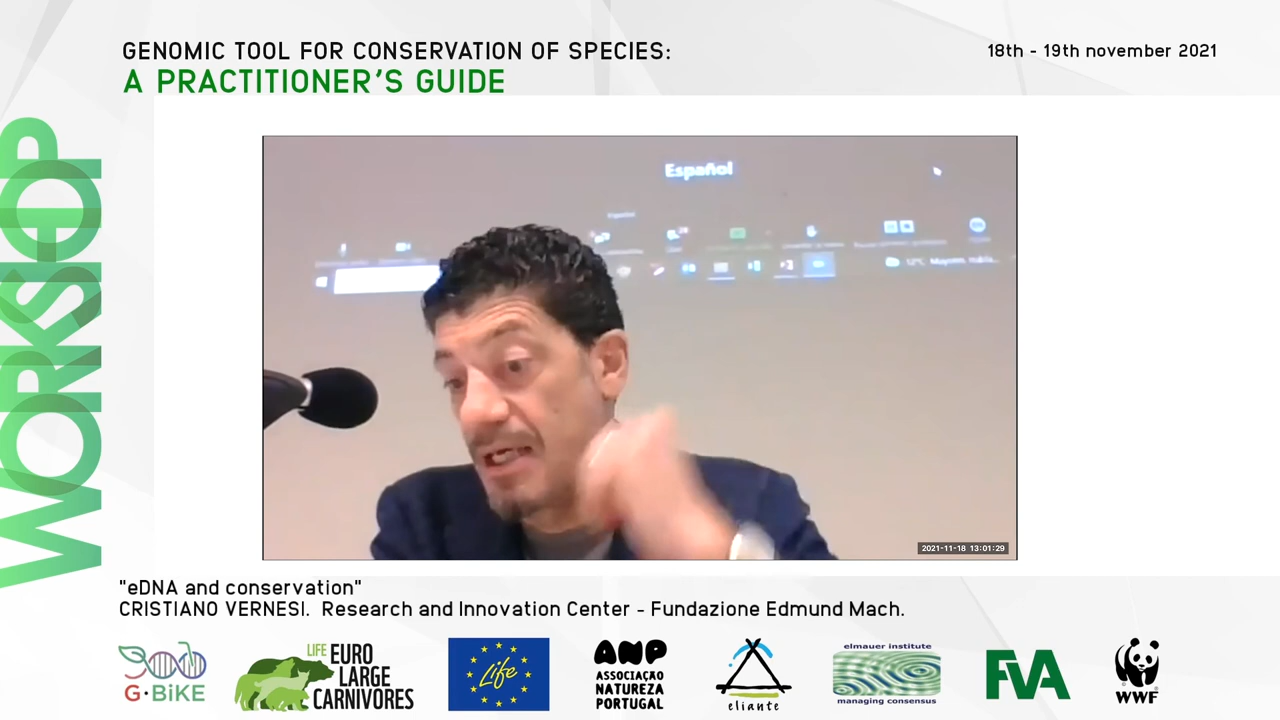 GENOMIC TOOL FOR CONSERVATION OF SPECIES:
A PRACTITIONER'S GUIDE
18th - 19th november 2021
WORKSHOP
Español
Español
12°C
2021-11-18 13:01:29
"eDNA and conservation"
CRISTIANO VERNESI. Research and Innovation Center - Fundazione Edmund Mach.
G·BiKE
LIFE EURO
LARGE
CARNIVORES
Life
ANP
ASSOCIAÇÃO
NATUREZA
PORTUGAL
eliante
elmauer institute
managing consensus
FVA
WWF